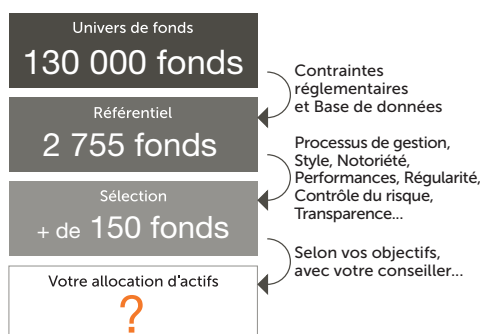 Univers de fonds
130 000 fonds
Contraintes
réglementaires
et Base de données
Référentiel
2 755 fonds
Processus de gestion,
Style, Notoriété,
Performances, Régularité,
Contrôle du risque,
Transparence...
Sélection
+ de 150 fonds
Selon vos objectifs,
avec votre conseiller...
Votre allocation d'actifs
?